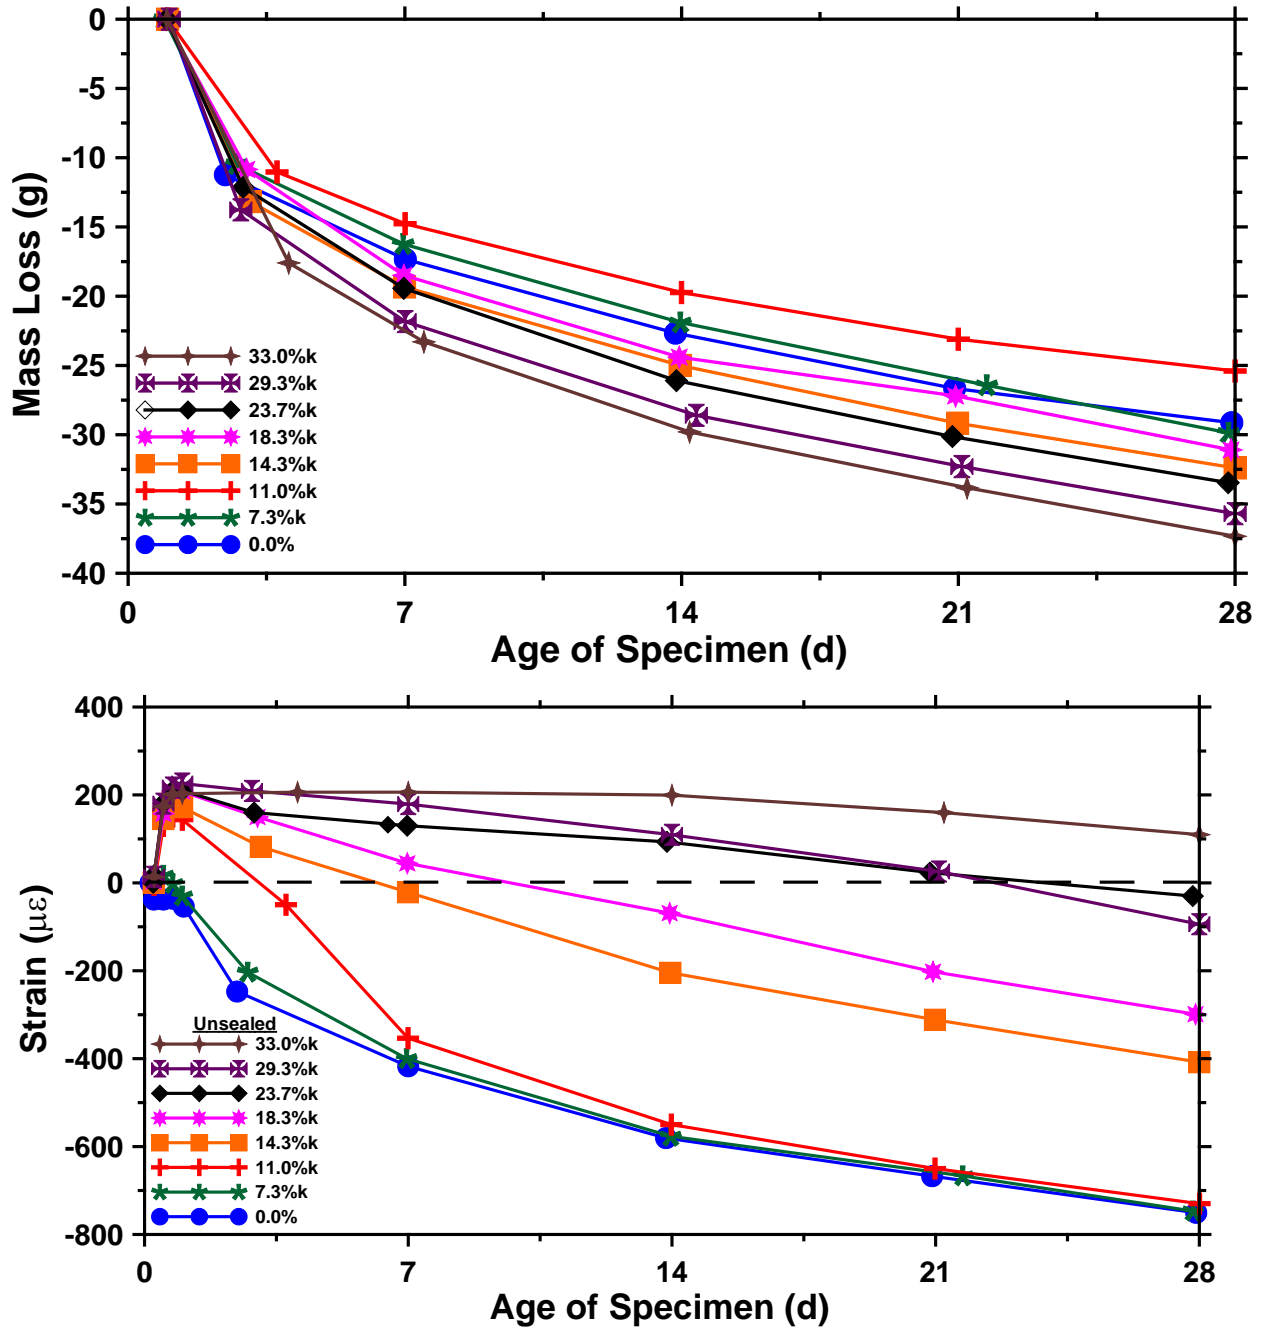 0
-5
-10
-15
-20
-25
-30
-35
-40
Mass Loss (g)
33.0%k
29.3%k
23.7%k
18.3%k
14.3%k
11.0%k
7.3%k
0.0%
0 7 14 21 28
Age of Specimen (d)
400
200
0
-200
-400
-600
-800
Strain (με)
Unsealed
33.0%k
29.3%k
23.7%k
18.3%k
14.3%k
11.0%k
7.3%k
0.0%
0 7 14 21 28
Age of Specimen (d)